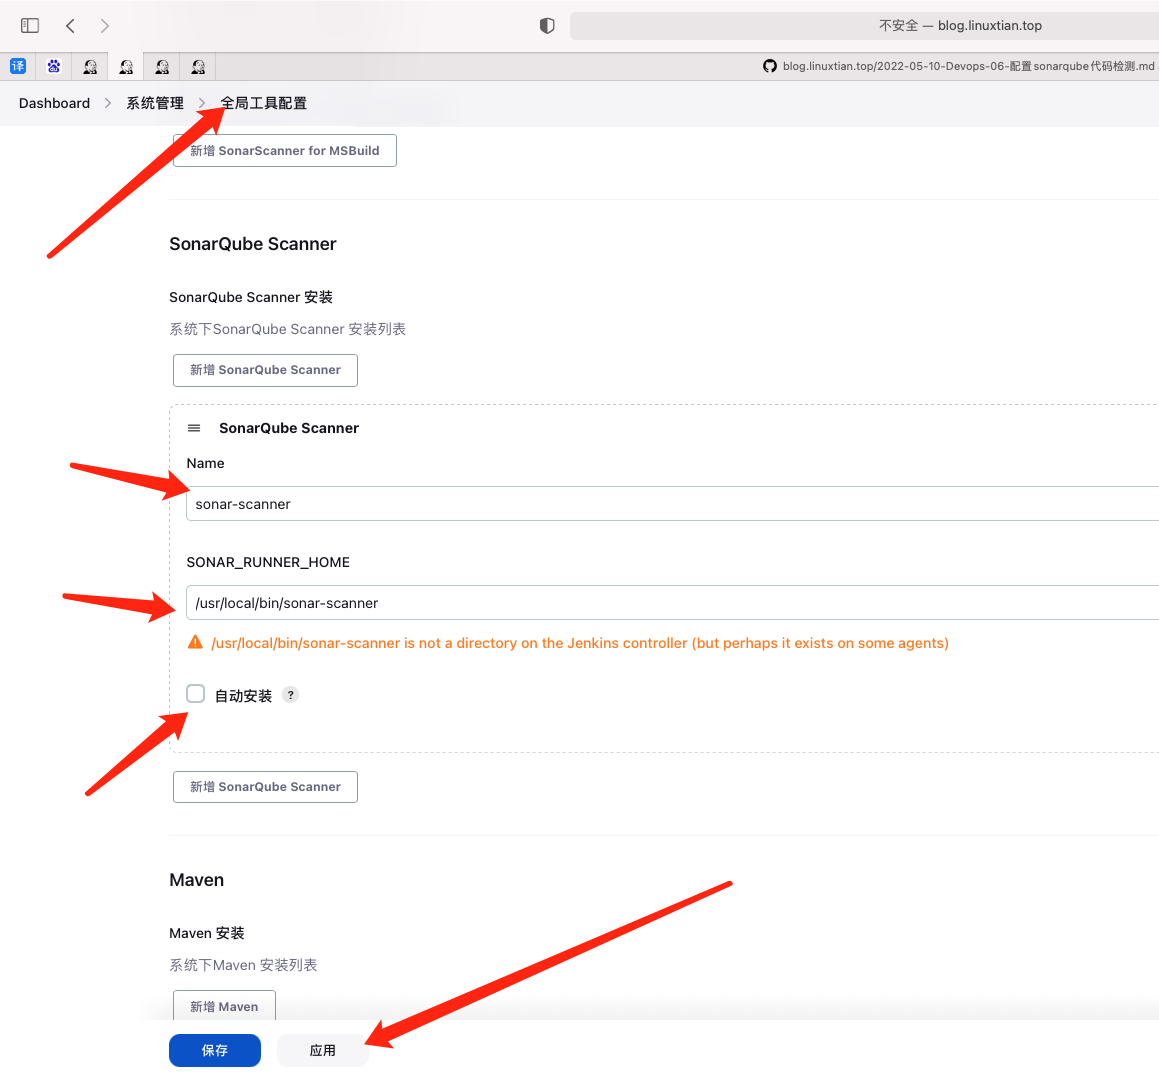 不安全 — blog.linuxtian.top
译
blog.linuxtian.top/2022-05-10-Devops-06-配置sonarqube代码检测.md
Dashboard
系统管理
全局工具配置
新增 SonarScanner for MSBuild
SonarQube Scanner
SonarQube Scanner 安装
系统下SonarQube Scanner 安装列表
新增 SonarQube Scanner
SonarQube Scanner
Name
sonar-scanner
SONAR_RUNNER_HOME
/usr/local/bin/sonar-scanner
/usr/local/bin/sonar-scanner is not a directory on the Jenkins controller (but perhaps it exists on some agents)
自动安装 ?
新增 SonarQube Scanner
Maven
Maven 安装
系统下Maven 安装列表
新增 Maven
保存
应用